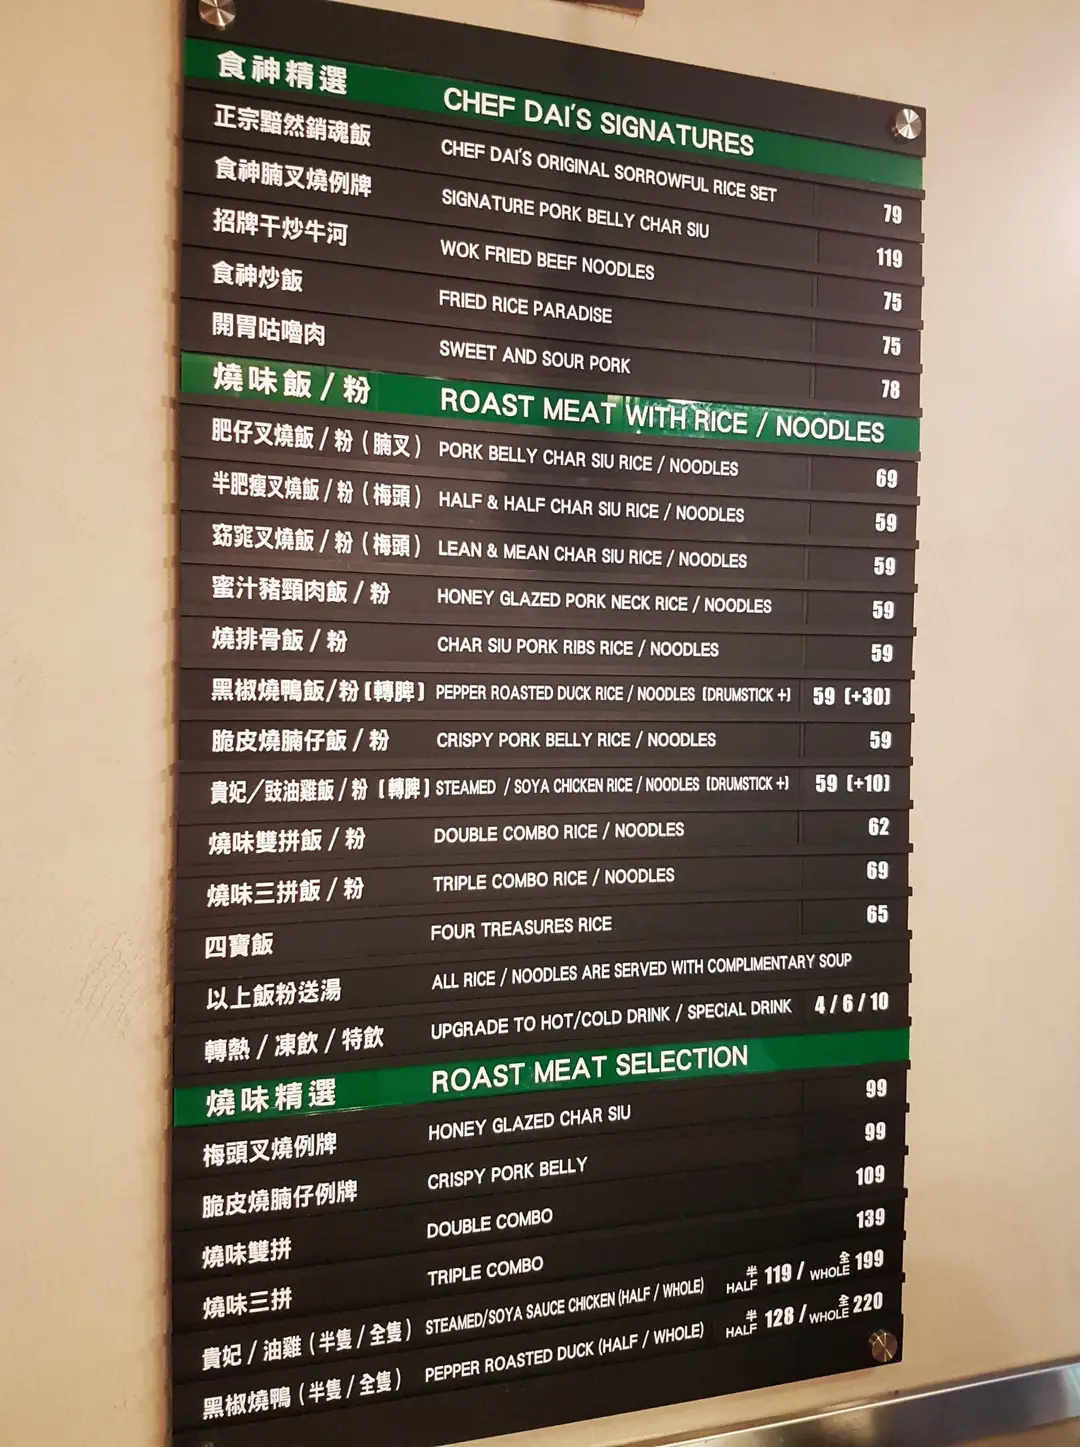 食神精選 CHEF DAI'S SIGNATURES
正宗黯然銷魂飯 CHEF DAI'S ORIGINAL SORROWFUL RICE SET 79
食神腩叉燒例牌 SIGNATURE PORK BELLY CHAR SIU 119
招牌干炒牛河 WOK FRIED BEEF NOODLES 75
食神炒飯 FRIED RICE PARADISE 75
開胃咕嚕肉 SWEET AND SOUR PORK 78
燒味飯 / 粉 ROAST MEAT WITH RICE / NOODLES
肥仔叉燒飯 / 粉 ( 腩叉 ) PORK BELLY CHAR SIU RICE / NOODLES 69
半肥瘦叉燒飯 / 粉 ( 梅頭 ) HALF & HALF CHAR SIU RICE / NOODLES 59
窈窕叉燒飯 / 粉 ( 梅頭 ) LEAN & MEAN CHAR SIU RICE / NOODLES 59
蜜汁豬頸肉飯 / 粉 HONEY GLAZED PORK NECK RICE / NOODLES 59
燒排骨飯 / 粉 CHAR SIU PORK RIBS RICE / NOODLES 59
黑椒燒鴨飯/粉 [轉髀] PEPPER ROASTED DUCK RICE / NOODLES [DRUMSTICK +] 59 [+30]
脆皮燒腩仔飯 / 粉 CRISPY PORK BELLY RICE / NOODLES 59
貴妃/豉油雞飯 / 粉 [轉髀] STEAMED / SOYA CHICKEN RICE / NOODLES [DRUMSTICK +] 59 [+10]
燒味雙拼飯 / 粉 DOUBLE COMBO RICE / NOODLES 62
燒味三拼飯 / 粉 TRIPLE COMBO RICE / NOODLES 69
四寶飯 FOUR TREASURES RICE 65
以上飯粉送湯 ALL RICE / NOODLES ARE SERVED WITH COMPLIMENTARY SOUP
轉熱 / 凍飲 / 特飲 UPGRADE TO HOT/COLD DRINK / SPECIAL DRINK 4 / 6 / 10
燒味精選 ROAST MEAT SELECTION
梅頭叉燒例牌 HONEY GLAZED CHAR SIU 99
脆皮燒腩仔例牌 CRISPY PORK BELLY 99
燒味雙拼 DOUBLE COMBO 109
燒味三拼 TRIPLE COMBO 139
貴妃 / 油雞 ( 半隻 / 全隻 ) STEAMED/SOYA SAUCE CHICKEN (HALF / WHOLE) 半 HALF 119 / 全 WHOLE 199
黑椒燒鴨 ( 半隻 / 全隻 ) PEPPER ROASTED DUCK (HALF / WHOLE) 半 HALF 128 / 全 WHOLE 220